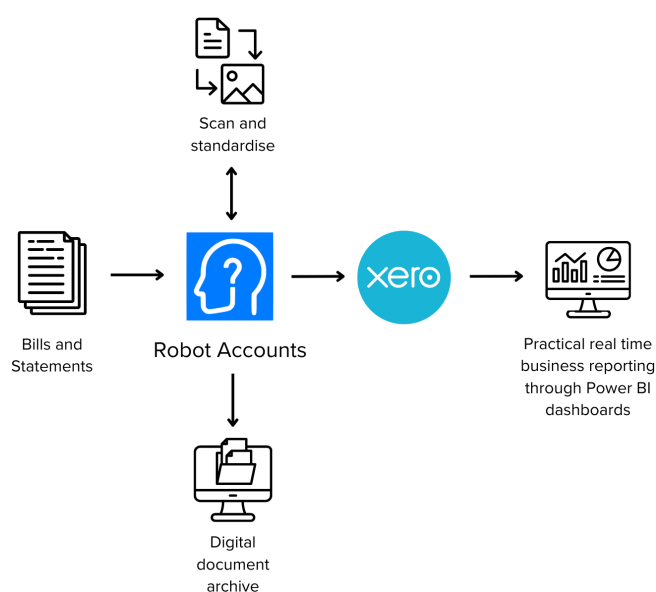 Scan and
standardise
?
xero
Bills and
Statements
Robot Accounts
Practical real time
business reporting
through Power BI
dashboards
Digital
document
archive